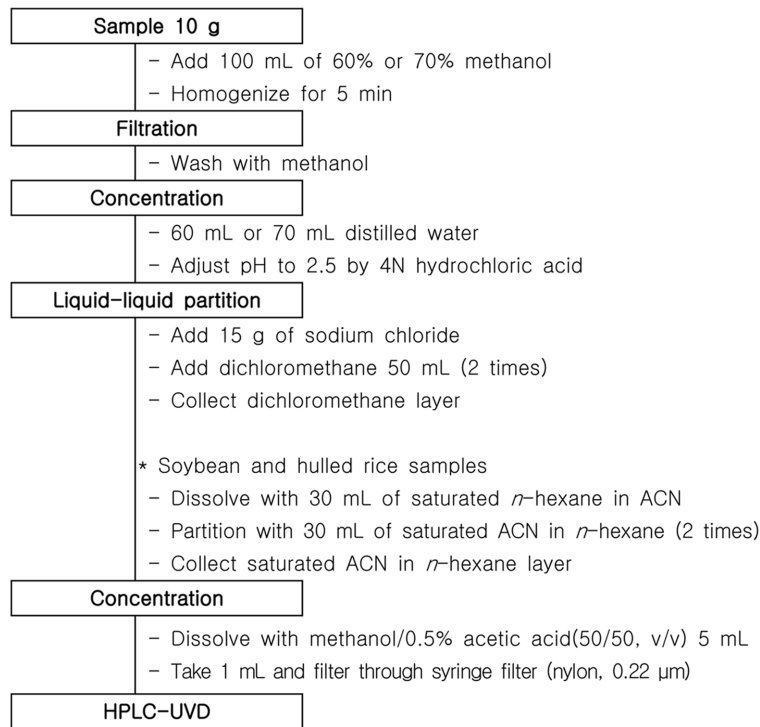 Sample 10 g
- Add 100 mL of 60% or 70% methanol
- Homogenize for 5 min
Filtration
- Wash with methanol
Concentration
- 60 mL or 70 mL distilled water
- Adjust pH to 2.5 by 4N hydrochloric acid
Liquid-liquid partition
- Add 15 g of sodium chloride
- Add dichloromethane 50 mL (2 times)
- Collect dichloromethane layer
* Soybean and hulled rice samples
- Dissolve with 30 mL of saturated n-hexane in ACN
- Partition with 30 mL of saturated ACN in n-hexane (2 times)
- Collect saturated ACN in n-hexane layer
Concentration
- Dissolve with methanol/0.5% acetic acid(50/50, v/v) 5 mL
- Take 1 mL and filter through syringe filter (nylon, 0.22 μm)
HPLC-UVD